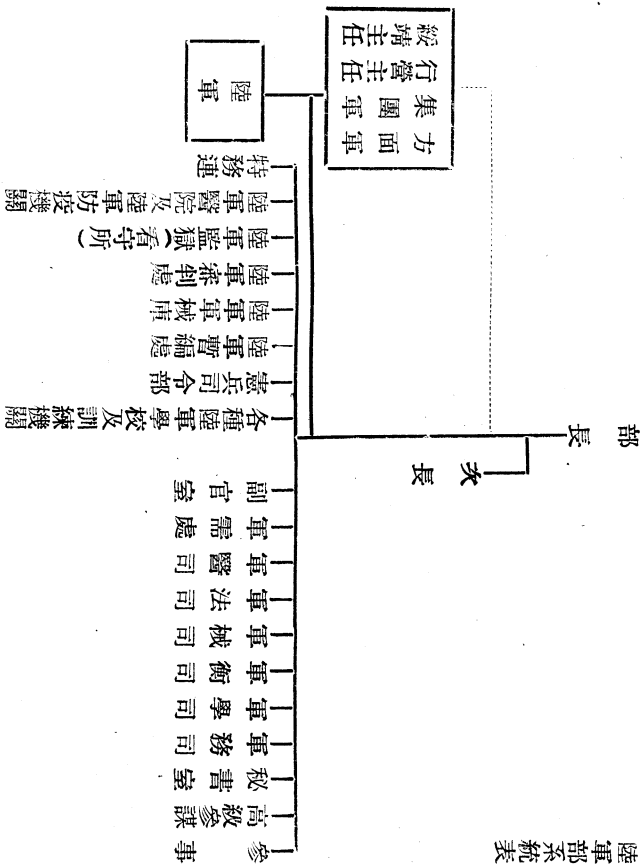 陸軍部系統表
部長
次長
參事
高級參謀
秘書室
軍務司
軍學司
軍衡司
軍械司
軍法司
軍醫司
軍需處
副官室
各種陸軍學校及訓練機關
憲兵司令部
陸軍暫編處
陸軍軍械庫
陸軍審判處
陸軍監獄(看守所)
陸軍醫院及陸軍防疫機關
特務連
方面軍
集團軍
行營主任
綏靖主任
陸軍